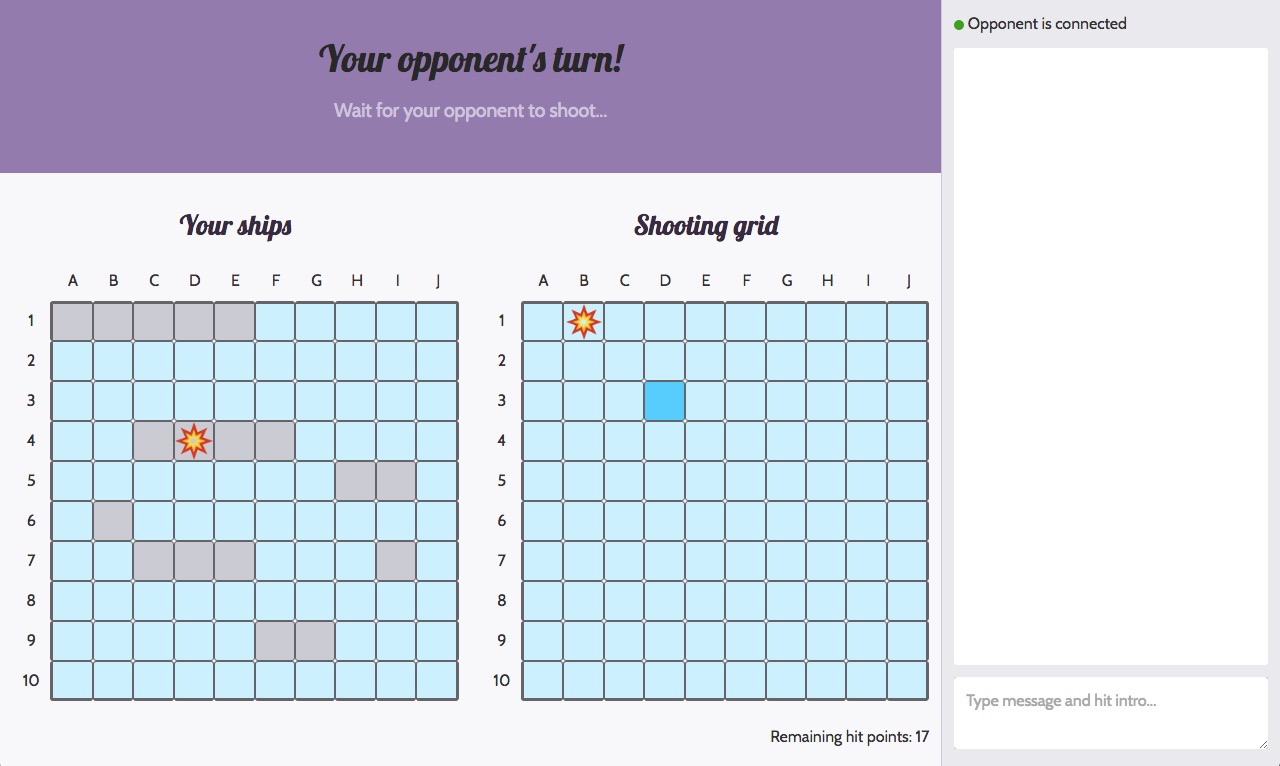 Your opponent's turn!
Wait for your opponent to shoot...
Opponent is connected
Your ships
A B C D E F G H I J
1
2
3
4
5
6
7
8
9
10
Shooting grid
A B C D E F G H I J
1
2
3
4
5
6
7
8
9
10
Remaining hit points: 17
Type message and hit intro...